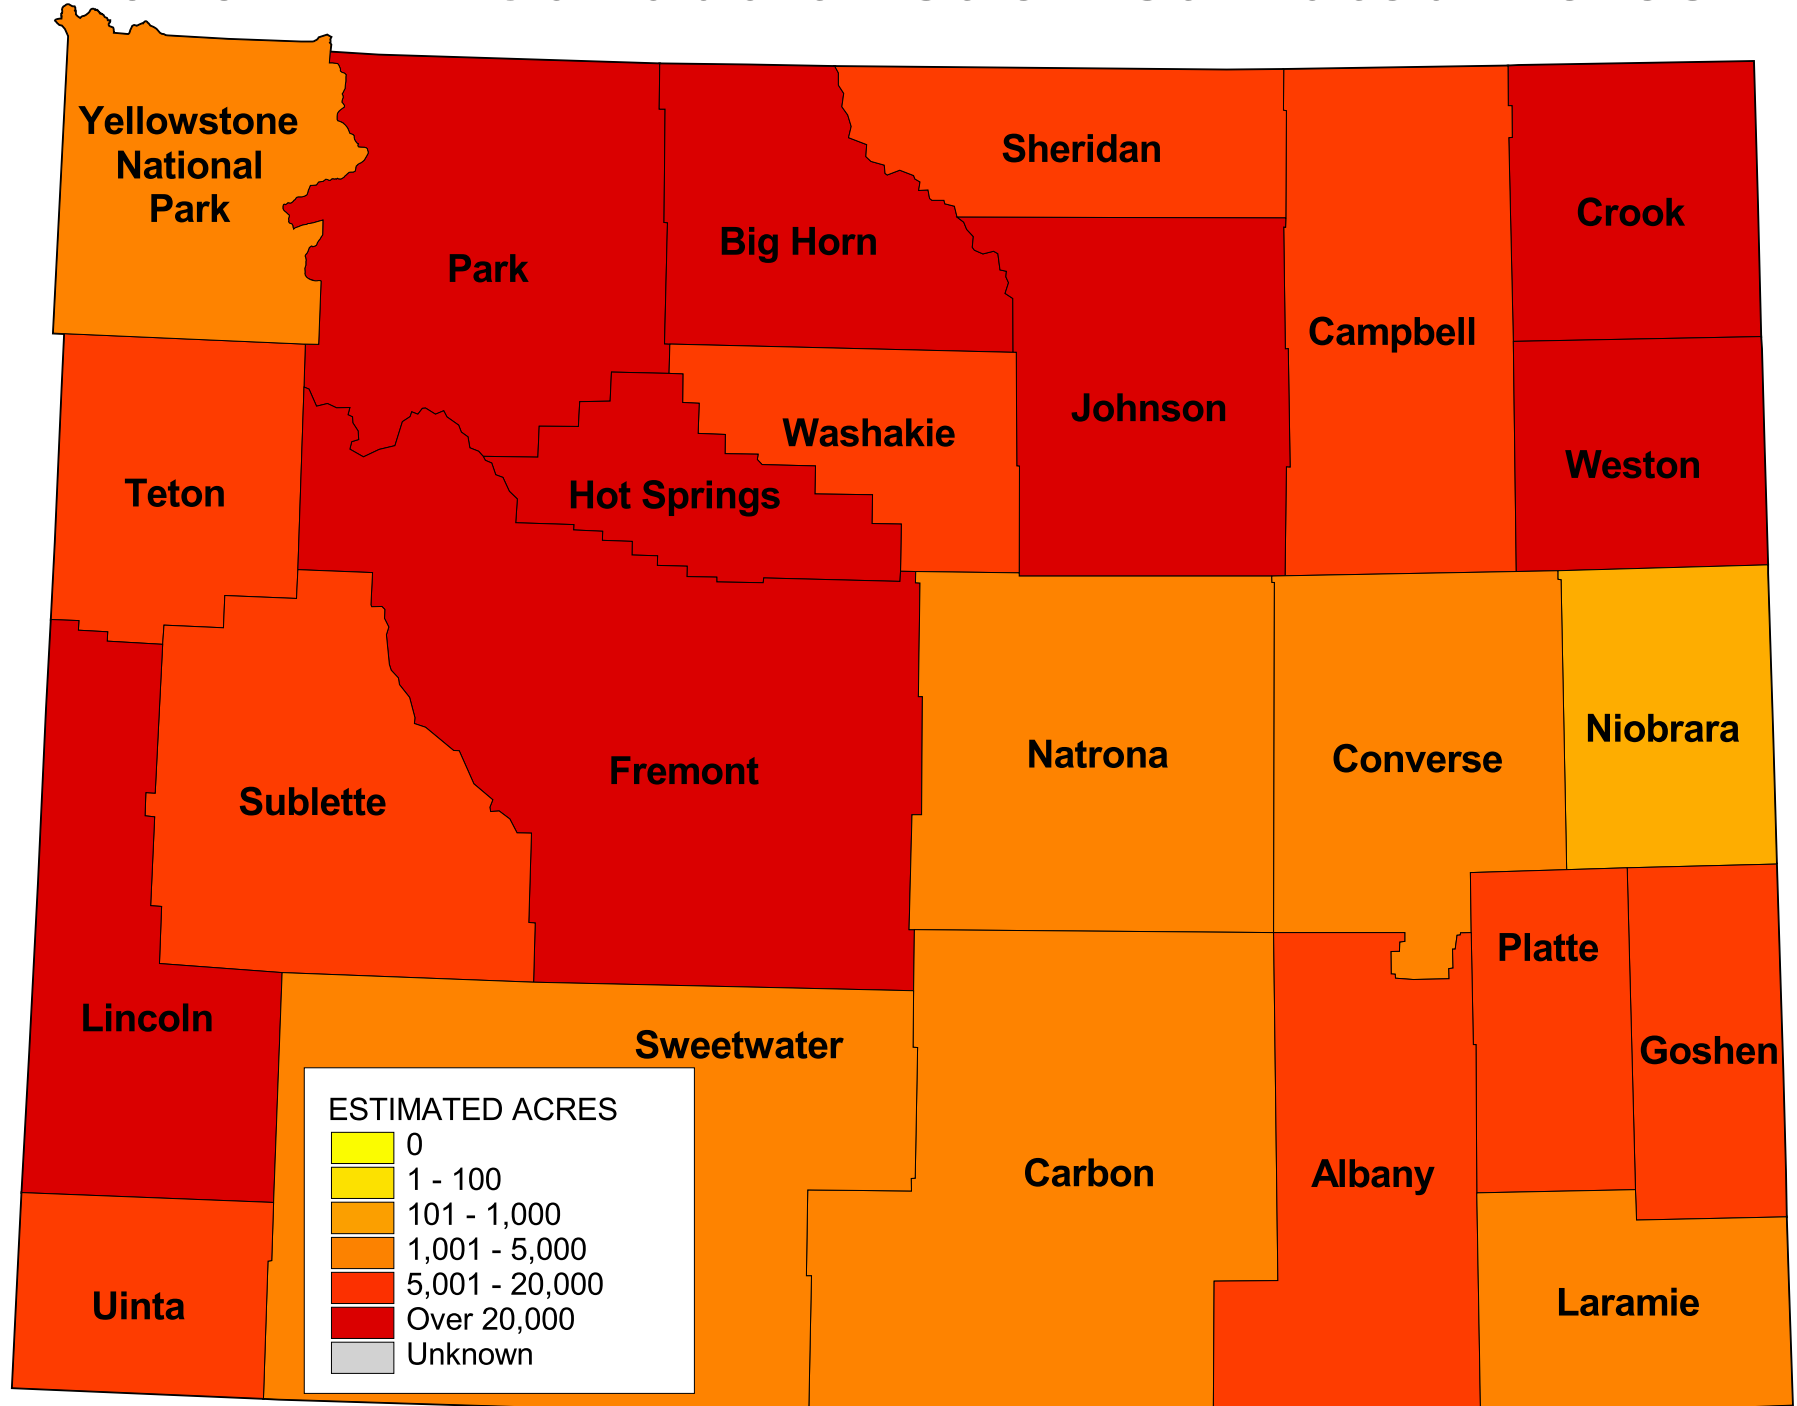 Yellowstone
National
Park
Park
Big Horn
Sheridan
Crook
Campbell
Johnson
Washakie
Weston
Teton
Hot Springs
Niobrara
Natrona
Converse
Fremont
Sublette
Platte
Lincoln
Sweetwater
Goshen
Carbon
Albany
Uinta
Laramie
ESTIMATED ACRES
0
1 - 100
101 - 1,000
1,001 - 5,000
5,001 - 20,000
Over 20,000
Unknown